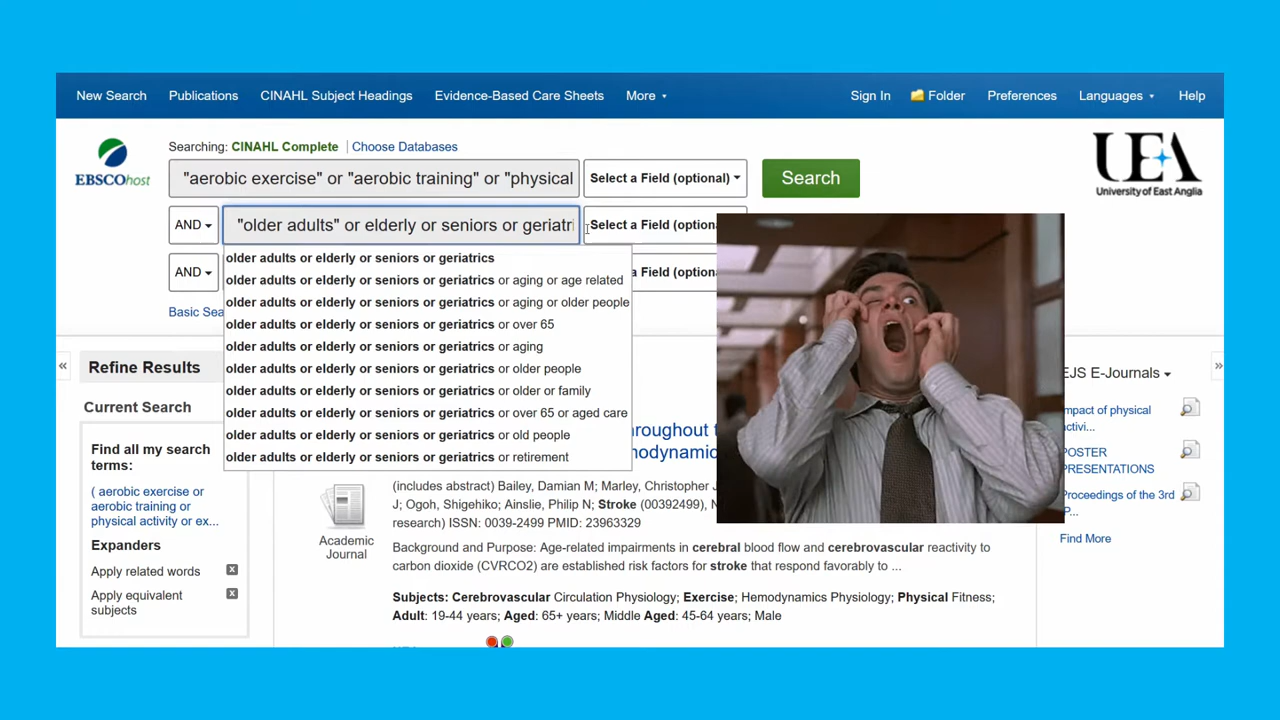 New Search Publications CINAHL Subject Headings Evidence-Based Care Sheets More Sign In Folder Preferences Languages Help
Searching: CINAHL Complete Choose Databases
EBSCOhost
"aerobic exercise" or "aerobic training" or "physical Select a Field (optional) Search
UEA
University of East Anglia
AND "older adults" or elderly or seniors or geriatri Select a Field (optiona
older adults or elderly or seniors or geriatrics
AND d a Field (optiona
older adults or elderly or seniors or geriatrics or aging or age related
older adults or elderly or seniors or geriatrics or aging or older people
Basic Sea
older adults or elderly or seniors or geriatrics or over 65
older adults or elderly or seniors or geriatrics or aging
older adults or elderly or seniors or geriatrics or older people
older adults or elderly or seniors or geriatrics or older or family
older adults or elderly or seniors or geriatrics or over 65 or aged care
older adults or elderly or seniors or geriatrics or old people
older adults or elderly or seniors or geriatrics or retirement
« Refine Results
Current Search
Find all my search
terms:
( aerobic exercise or
aerobic training or
physical activity or ex...
Expanders
Apply related words
Apply equivalent
subjects
roughout t
nodynamic
(includes abstract) Bailey, Damian M; Marley, Christopher J
J; Ogoh, Shigehiko; Ainslie, Philip N; Stroke (00392499), N
research) ISSN: 0039-2499 PMID: 23963329
Academic
Journal
Background and Purpose: Age-related impairments in cerebral blood flow and cerebrovascular reactivity to
carbon dioxide (CVRCO2) are established risk factors for stroke that respond favorably to ...
Subjects: Cerebrovascular Circulation Physiology; Exercise; Hemodynamics Physiology; Physical Fitness;
Adult: 19-44 years; Aged: 65+ years; Middle Aged: 45-64 years; Male
»
EJS E-Journals
mpact of physical
activi...
POSTER
PRESENTATIONS
Proceedings of the 3rd
P...
Find More